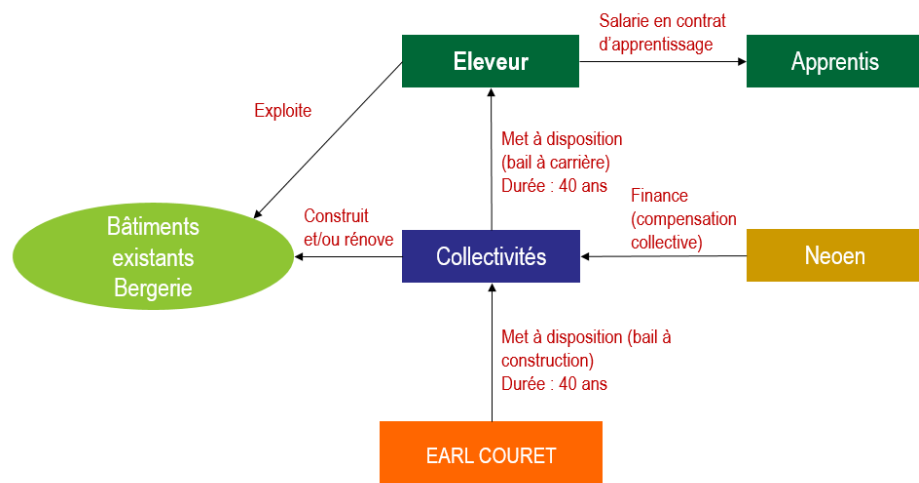 Salarie en contrat
d'apprentissage
Eleveur
Apprentis
Exploite
Met à disposition
(bail à carrière)
Durée : 40 ans
Finance
(compensation
collective)
Construit
et/ou rénove
Bâtiments
existants
Bergerie
Collectivités
Neoen
Met à disposition (bail à
construction)
Durée : 40 ans
EARL COURET